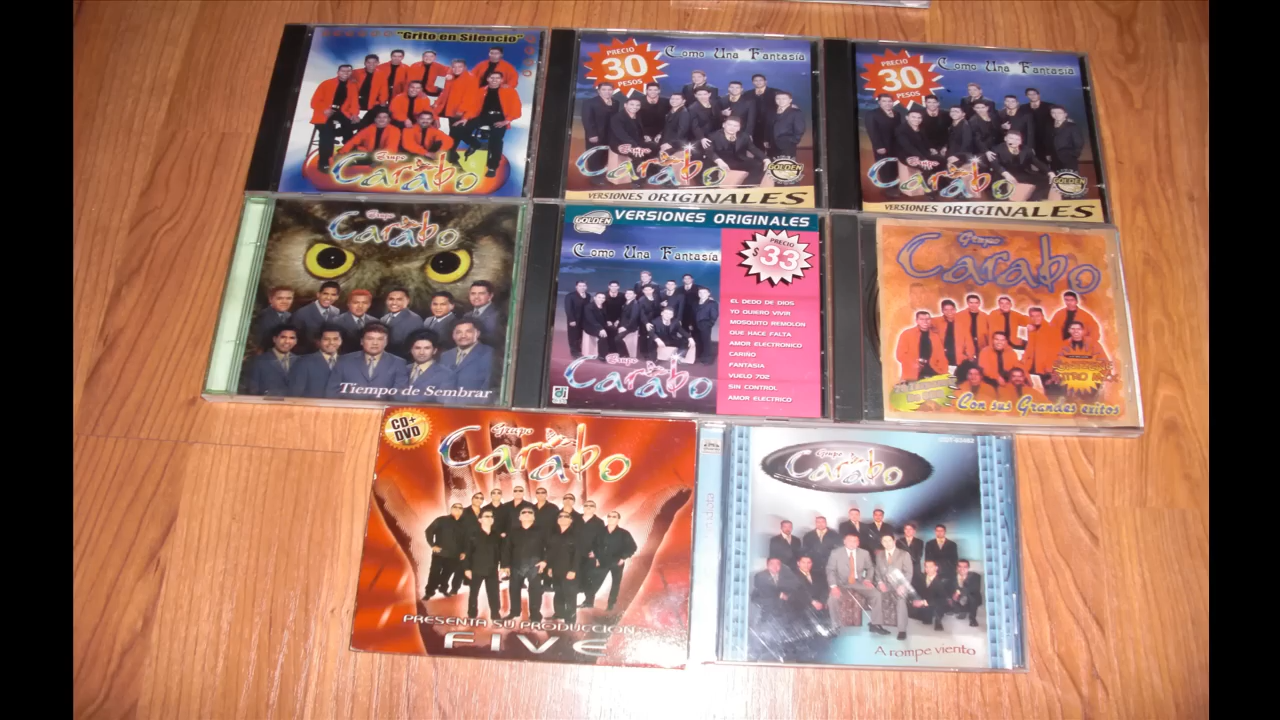 "Grito en Silencio"
Grupo
Carabo
PRECIO
30
PESOS
Como Una Fantasía
Grupo
Carabo
GOLDEN
VERSIONES ORIGINALES
PRECIO
30
PESOS
Como Una Fantasía
Grupo
Carabo
GOLDEN
VERSIONES ORIGINALES
Grupo
Carabo
Tiempo de Sembrar
GOLDEN
VERSIONES ORIGINALES
Como Una Fantasía
PRECIO
$33
EL DEDO DE DIOS
YO QUIERO VIVIR
MOSQUITO REMOLON
QUE HACE FALTA
AMOR ELECTRONICO
CARIÑO
FANTASIA
VUELO 702
SIN CONTROL
AMOR ELECTRICO
Grupo
Carabo
Grupo
Carabo
Con sus Grandes exitos
CD+
DVD
Grupo
Carabo
PRESENTA SU PRODUCCION
FIVE
Grupo
Carabo
A rompe viento